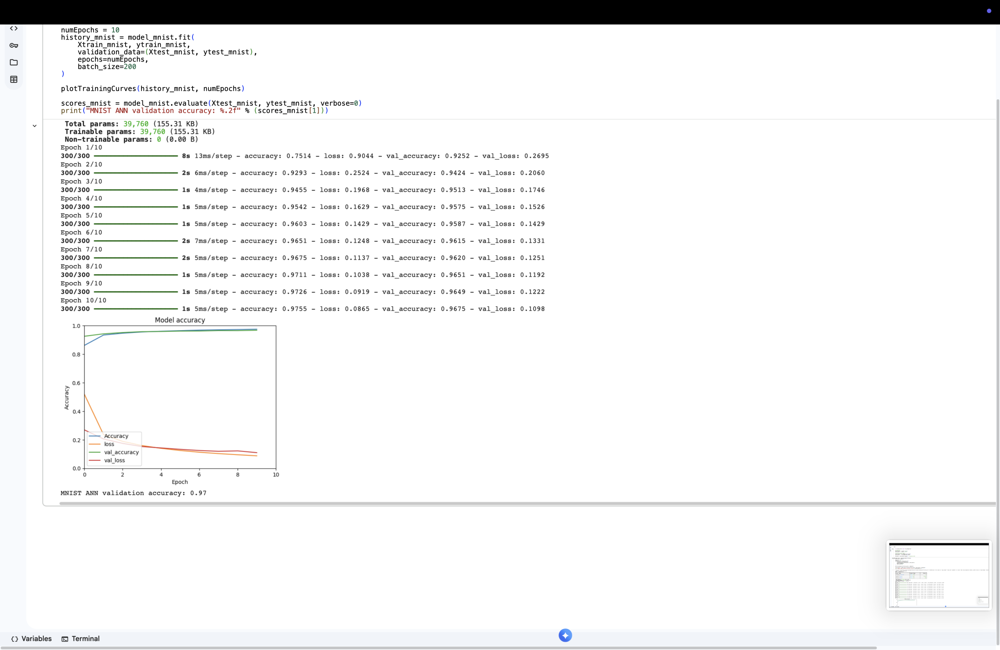 numEpochs = 10
history_mnist = model_mnist.fit(
    Xtrain_mnist, ytrain_mnist,
    validation_data=(Xtest_mnist, ytest_mnist),
    epochs=numEpochs,
    batch_size=200
)
plotTrainingCurves(history_mnist, numEpochs)
scores_mnist = model_mnist.evaluate(Xtest_mnist, ytest_mnist, verbose=0)
print("MNIST ANN validation accuracy: %.2f" % (scores_mnist[1]))
Total params: 39,760 (155.31 KB)
Trainable params: 39,760 (155.31 KB)
Non-trainable params: 0 (0.00 B)
Epoch 1/10
300/300 8s 13ms/step - accuracy: 0.7514 - loss: 0.9044 - val_accuracy: 0.9252 - val_loss: 0.2695
Epoch 2/10
300/300 2s 6ms/step - accuracy: 0.9293 - loss: 0.2524 - val_accuracy: 0.9424 - val_loss: 0.2060
Epoch 3/10
300/300 1s 4ms/step - accuracy: 0.9455 - loss: 0.1968 - val_accuracy: 0.9513 - val_loss: 0.1746
Epoch 4/10
300/300 1s 5ms/step - accuracy: 0.9542 - loss: 0.1629 - val_accuracy: 0.9575 - val_loss: 0.1526
Epoch 5/10
300/300 1s 5ms/step - accuracy: 0.9603 - loss: 0.1429 - val_accuracy: 0.9587 - val_loss: 0.1429
Epoch 6/10
300/300 2s 7ms/step - accuracy: 0.9651 - loss: 0.1248 - val_accuracy: 0.9615 - val_loss: 0.1331
Epoch 7/10
300/300 2s 5ms/step - accuracy: 0.9675 - loss: 0.1137 - val_accuracy: 0.9620 - val_loss: 0.1251
Epoch 8/10
300/300 1s 5ms/step - accuracy: 0.9711 - loss: 0.1038 - val_accuracy: 0.9651 - val_loss: 0.1192
Epoch 9/10
300/300 1s 5ms/step - accuracy: 0.9726 - loss: 0.0919 - val_accuracy: 0.9649 - val_loss: 0.1222
Epoch 10/10
300/300 1s 5ms/step - accuracy: 0.9755 - loss: 0.0865 - val_accuracy: 0.9675 - val_loss: 0.1098
Model accuracy
1.0
0.8
0.6
0.4
0.2
0.0
Accuracy
Accuracy
loss
val_accuracy
val_loss
0 2 4 6 8 10
Epoch
MNIST ANN validation accuracy: 0.97
Variables Terminal